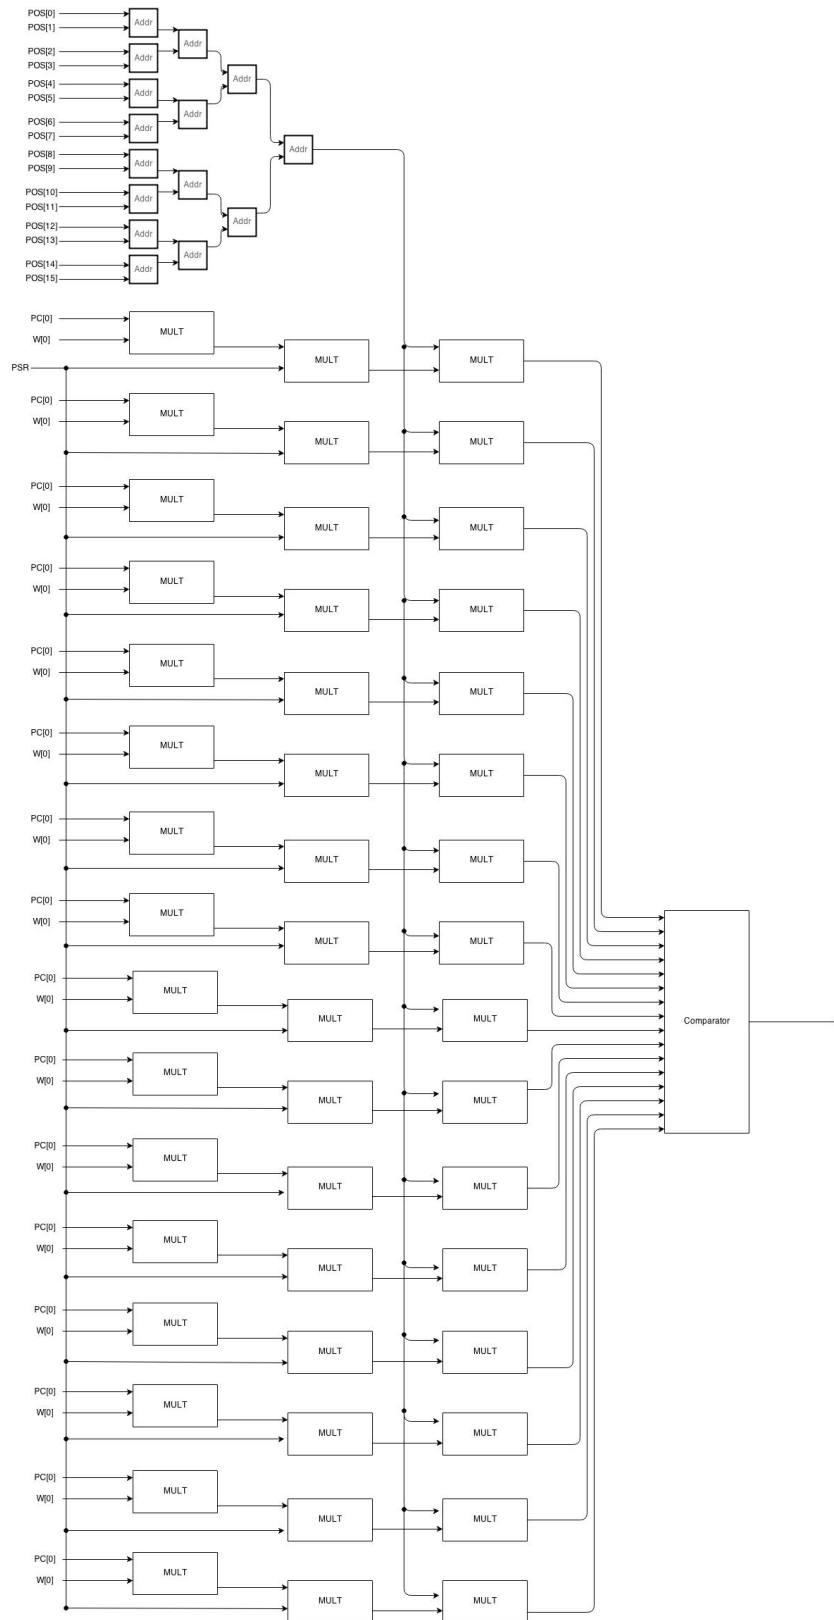 POS[0]
Addr
POS[1]
Addr
POS[2]
Addr
POS[3]
Addr
POS[4]
Addr
POS[5]
Addr
POS[6]
Addr
POS[7]
Addr
POS[8]
Addr
POS[9]
Addr
POS[10]
Addr
POS[11]
Addr
POS[12]
Addr
POS[13]
Addr
POS[14]
Addr
POS[15]
PC[0]
MULT
W[0]
MULT
MULT
PSR
PC[0]
MULT
W[0]
MULT
MULT
PC[0]
MULT
W[0]
MULT
MULT
PC[0]
MULT
W[0]
MULT
MULT
PC[0]
MULT
W[0]
MULT
MULT
PC[0]
MULT
W[0]
MULT
MULT
PC[0]
MULT
W[0]
MULT
MULT
PC[0]
MULT
W[0]
MULT
MULT
PC[0]
MULT
W[0]
MULT
MULT
Comparator
PC[0]
MULT
W[0]
MULT
MULT
PC[0]
MULT
W[0]
MULT
MULT
PC[0]
MULT
W[0]
MULT
MULT
PC[0]
MULT
W[0]
MULT
MULT
PC[0]
MULT
W[0]
MULT
MULT
PC[0]
MULT
W[0]
MULT
MULT
PC[0]
MULT
W[0]
MULT
MULT